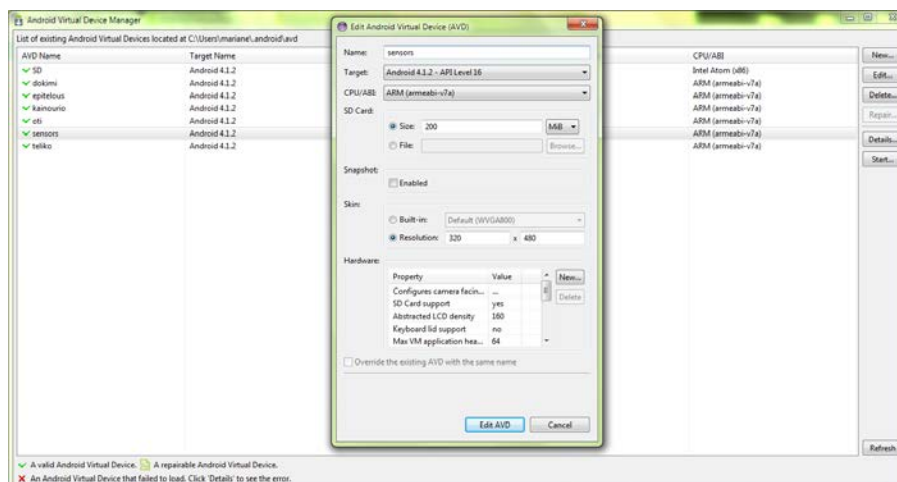 Android Virtual Device Manager
List of existing Android Virtual Devices located at C:\Users\mariane\.android\avd
AVD Name Target Name CPU/ABI
SD Android 4.1.2 Intel Atom (x86)
dokimi Android 4.1.2 ARM (armeabi-v7a)
epitelous Android 4.1.2 ARM (armeabi-v7a)
kainourio Android 4.1.2 ARM (armeabi-v7a)
oti Android 4.1.2 ARM (armeabi-v7a)
sensors Android 4.1.2 ARM (armeabi-v7a)
teliko Android 4.1.2 ARM (armeabi-v7a)
New...
Edit...
Delete...
Repair...
Details...
Start...
Refresh
Edit Android Virtual Device (AVD)
Name: sensors
Target: Android 4.1.2 - API Level 16
CPU/ABI: ARM (armeabi-v7a)
SD Card:
Size: 200 MiB
File: Browse...
Snapshot:
Enabled
Skin:
Built-in: Default (WVGA800)
Resolution: 320 x 480
Hardware:
Property Value New...
Configures camera facin... ...
SD Card support yes Delete
Abstracted LCD density 160
Keyboard lid support no
Max VM application hea... 64
Override the existing AVD with the same name
Edit AVD Cancel
A valid Android Virtual Device. A repairable Android Virtual Device.
An Android Virtual Device that failed to load. Click 'Details' to see the error.